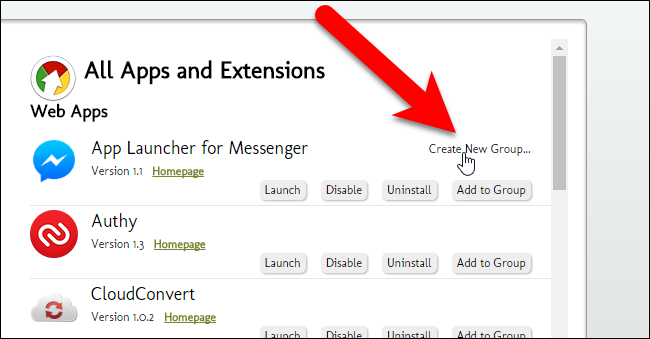 All Apps and Extensions
Web Apps
App Launcher for Messenger
Create New Group...
Version 1.1 Homepage
Launch Disable Uninstall Add to Group
Authy
Version 1.3 Homepage
Launch Disable Uninstall Add to Group
CloudConvert
Version 1.0.2 Homepage
Launch Disable Uninstall Add to Group